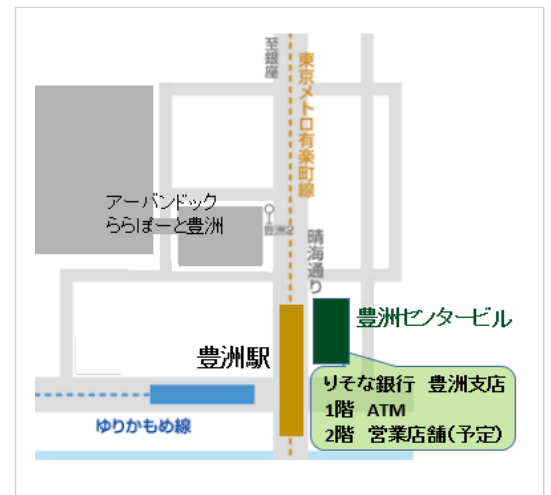 至銀座
東京メトロ有楽町線
アーバンドック
ららぽーと豊洲
豊洲2
晴海通り
豊洲センタービル
豊洲駅
りそな銀行 豊洲支店
1階 ATM
2階 営業店舗(予定)
ゆりかもめ線